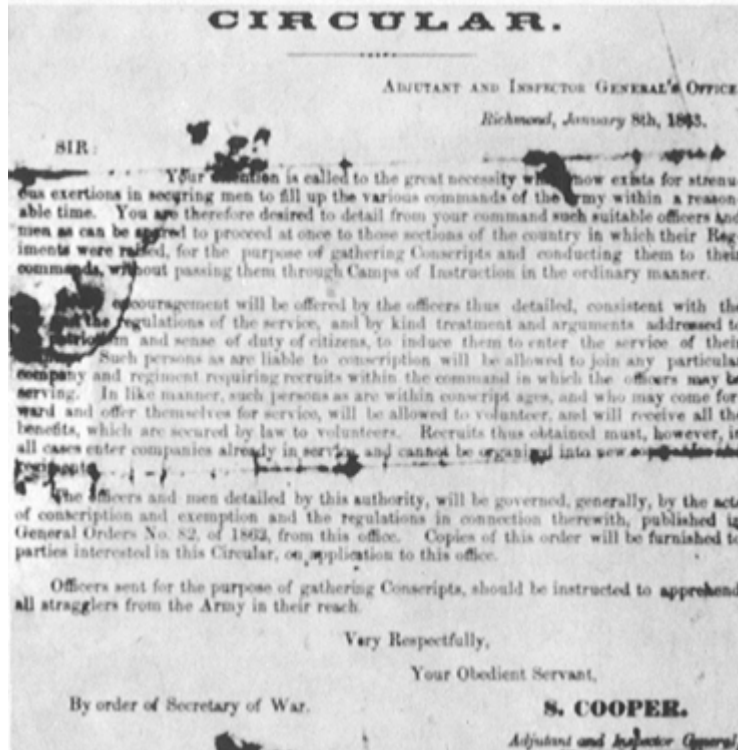 CIRCULAR.
ADJUTANT AND INSPECTOR GENERAL'S OFFICE
Richmond, January 8th, 1863.
SIR:
Your attention is called to the great necessity which now exists for strenu-
ous exertions in securing men to fill up the various commands of the Army within a reason-
able time. You are therefore desired to detail from your command such suitable officers and
men as can be spared to proceed at once to those sections of the country in which their Reg-
iments were raised, for the purpose of gathering Conscripts and conducting them to their
commands, without passing them through Camps of Instruction in the ordinary manner.
encouragement will be offered by the officers thus detailed, consistent with the
and the regulations of the service, and by kind treatment and arguments addressed to
patriotism and sense of duty of citizens, to induce them to enter the service of their
Such persons as are liable to conscription will be allowed to join any particular
company and regiment requiring recruits within the command in which the officers may be
serving. In like manner, such persons as are within conscript ages, and who may come for-
ward and offer themselves for service, will be allowed to volunteer, and will receive all the
benefits, which are secured by law to volunteers. Recruits thus obtained must, however, in
all cases enter companies already in service, and cannot be organized into new
regiments.
The officers and men detailed by this authority, will be governed, generally, by the acts
of conscription and exemption and the regulations in connection therewith, published in
General Orders No. 82, of 1862, from this office. Copies of this order will be furnished to
parties interested in this Circular, on application to this office.
Officers sent for the purpose of gathering Conscripts, should be instructed to apprehend
all stragglers from the Army in their reach.
Very Respectfully,
Your Obedient Servant,
By order of Secretary of War.
S. COOPER.
Adjutant and Inspector General.